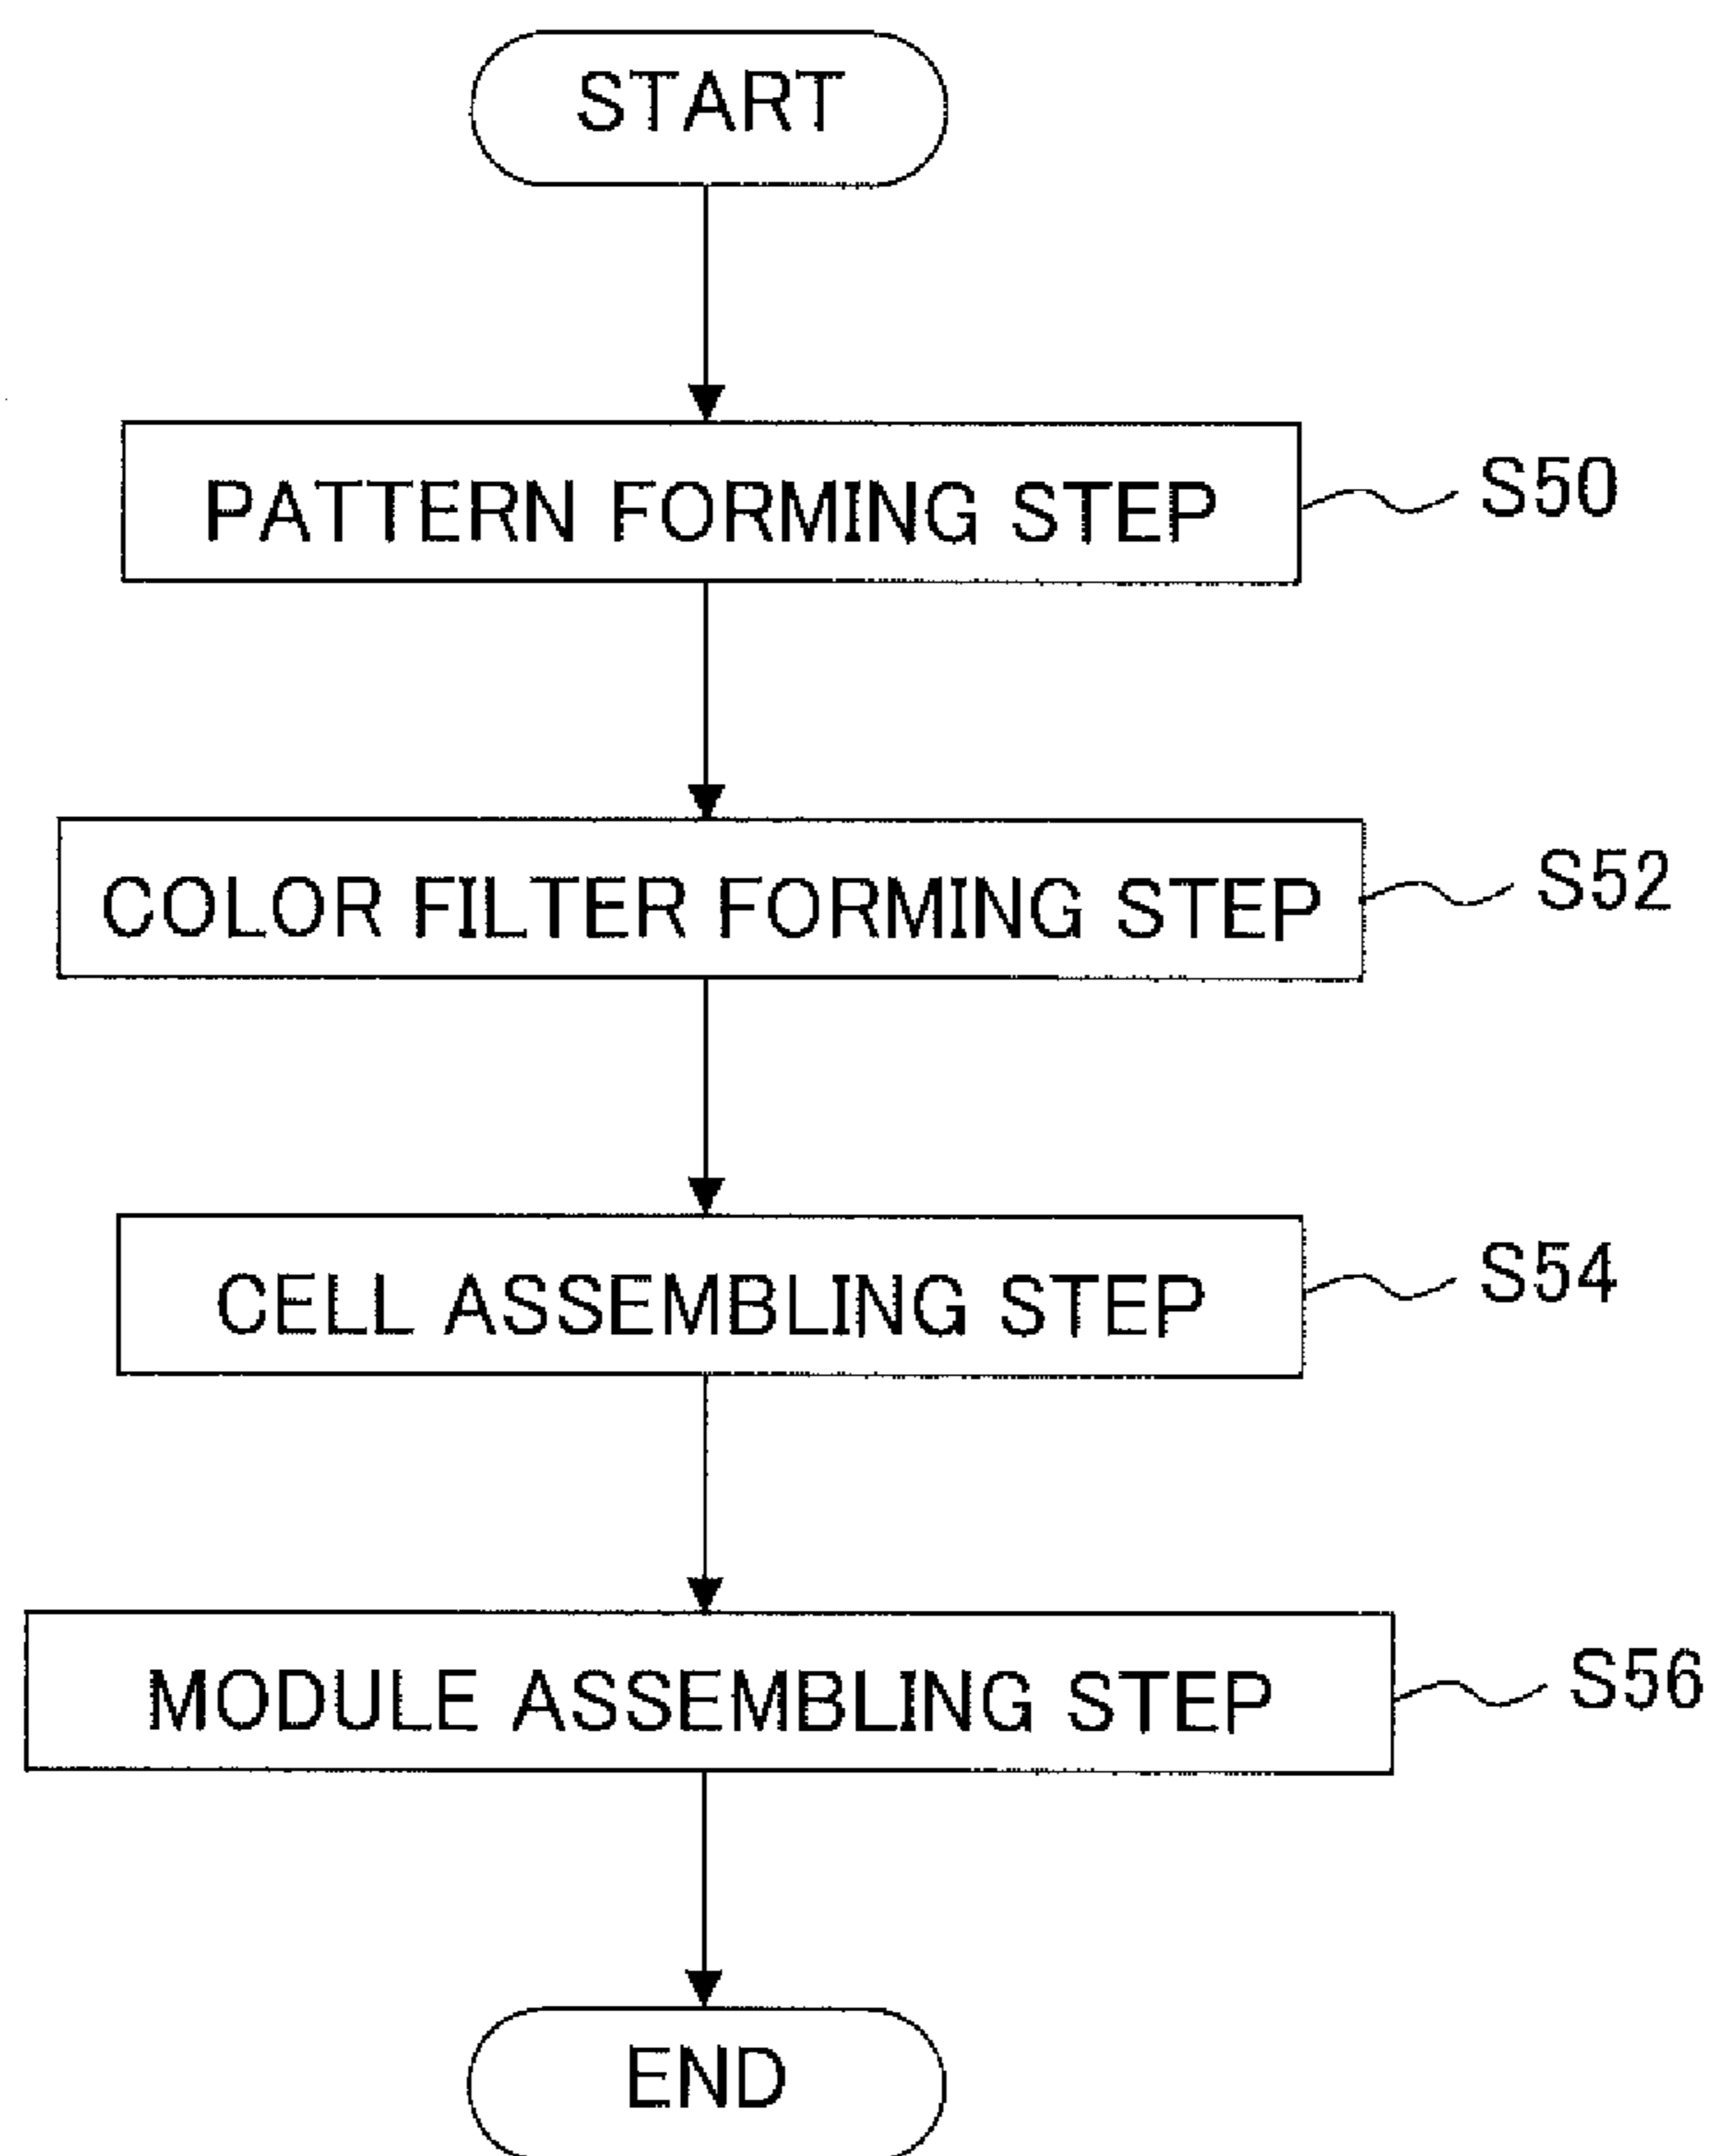 START
PATTERN FORMING STEP S50
COLOR FILTER FORMING STEP S52
CELL ASSEMBLING STEP S54
MODULE ASSEMBLING STEP S56
END